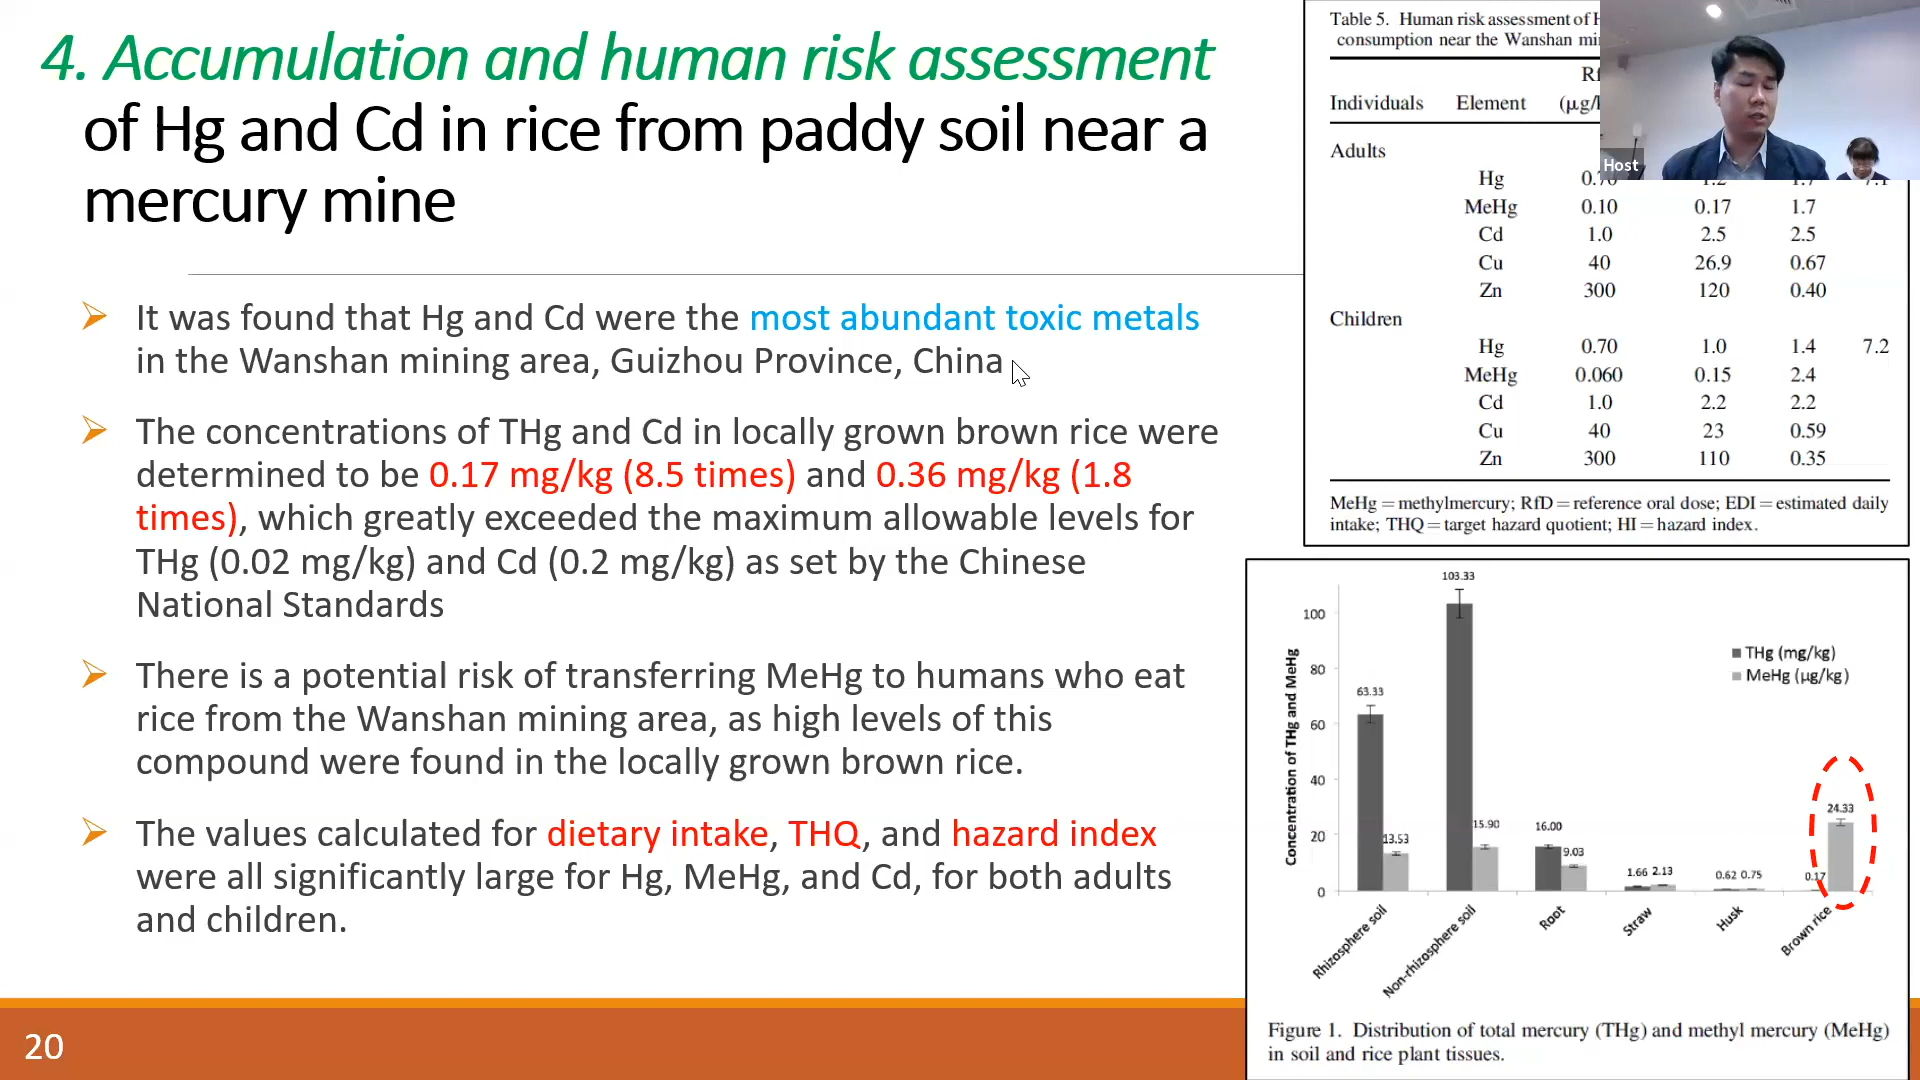 4. Accumulation and human risk assessment
of Hg and Cd in rice from paddy soil near a
mercury mine
It was found that Hg and Cd were the most abundant toxic metals
in the Wanshan mining area, Guizhou Province, China
The concentrations of THg and Cd in locally grown brown rice were
determined to be 0.17 mg/kg (8.5 times) and 0.36 mg/kg (1.8
times), which greatly exceeded the maximum allowable levels for
THg (0.02 mg/kg) and Cd (0.2 mg/kg) as set by the Chinese
National Standards
There is a potential risk of transferring MeHg to humans who eat
rice from the Wanshan mining area, as high levels of this
compound were found in the locally grown brown rice.
The values calculated for dietary intake, THQ, and hazard index
were all significantly large for Hg, MeHg, and Cd, for both adults
and children.
20
Table 5. Human risk assessment of
consumption near the Wanshan
Individuals Element
Adults
Hg
MeHg 0.10 0.17 1.7
Cd 1.0 2.5 2.5
Cu 40 26.9 0.67
Zn 300 120 0.40
Children
Hg 0.70 1.0 1.4 7.2
MeHg 0.060 0.15 2.4
Cd 1.0 2.2 2.2
Cu 40 23 0.59
Zn 300 110 0.35
MeHg = methylmercury; RfD = reference oral dose; EDI = estimated daily
intake; THQ = target hazard quotient; HI = hazard index.
Host
Concentration of THg and MeHg
100
80
60
40
20
0
THg (mg/kg)
MeHg (µg/kg)
63.33
13.53
103.33
15.90
16.00
9.03
1.66 2.13
0.62 0.75
0.17
24.33
Rhizosphere soil
Non-rhizosphere soil
Root
Straw
Husk
Brown rice
Figure 1. Distribution of total mercury (THg) and methyl mercury (MeHg)
in soil and rice plant tissues.